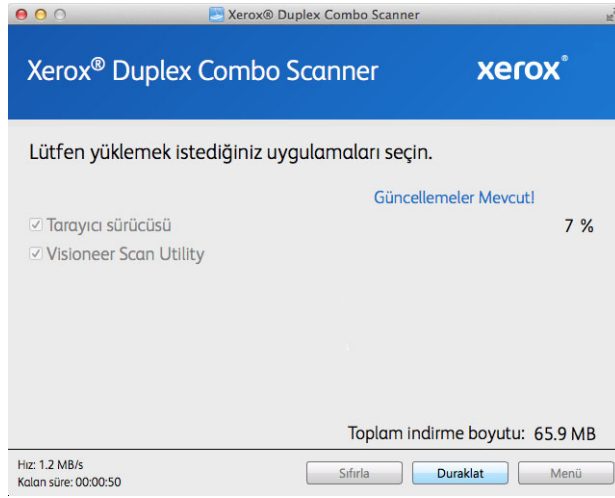 Xerox® Duplex Combo Scanner
Xerox® Duplex Combo Scanner
xerox®
Lütfen yüklemek istediğiniz uygulamaları seçin.
Güncellemeler Mevcut!
Tarayıcı sürücüsü 7 %
Visioneer Scan Utility
Toplam indirme boyutu: 65.9 MB
Hız: 1.2 MB/s
Kalan süre: 00:00:50
Sıfırla Duraklat Menü